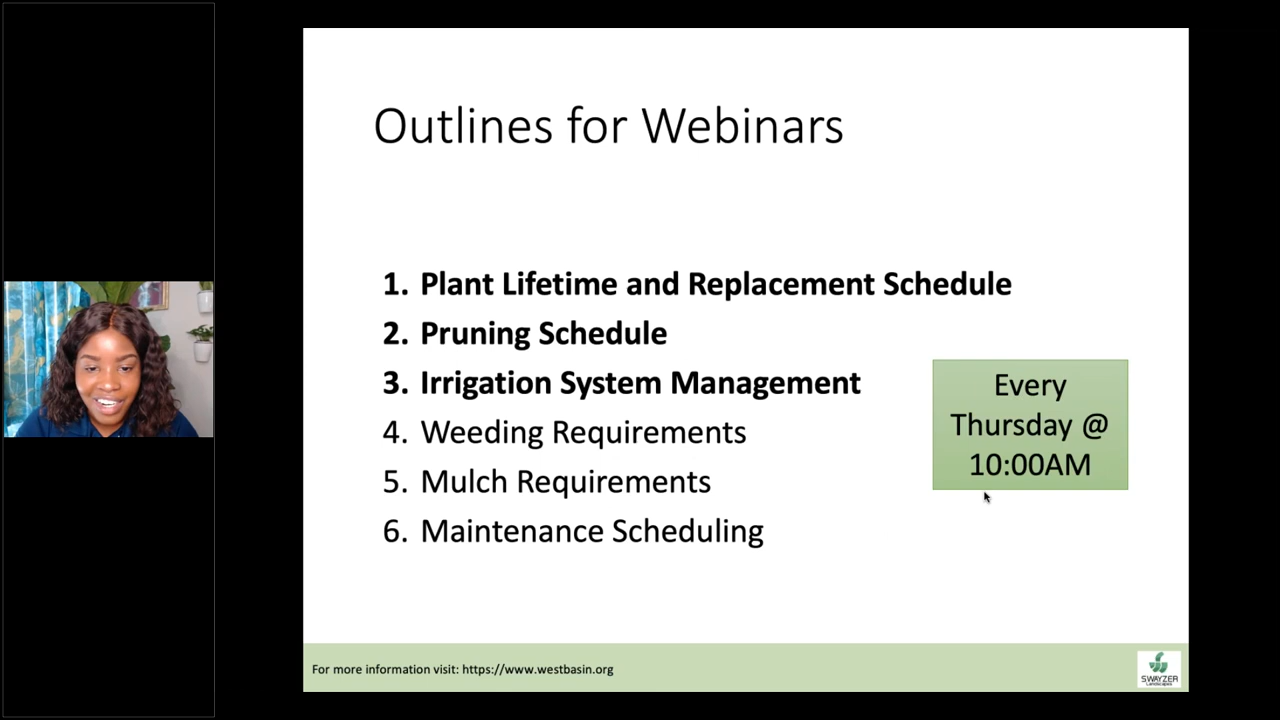 Outlines for Webinars
1. Plant Lifetime and Replacement Schedule
2. Pruning Schedule
3. Irrigation System Management
4. Weeding Requirements
5. Mulch Requirements
6. Maintenance Scheduling
Every
Thursday @
10:00AM
For more information visit: https://www.westbasin.org
SWAYZER
Landscapes